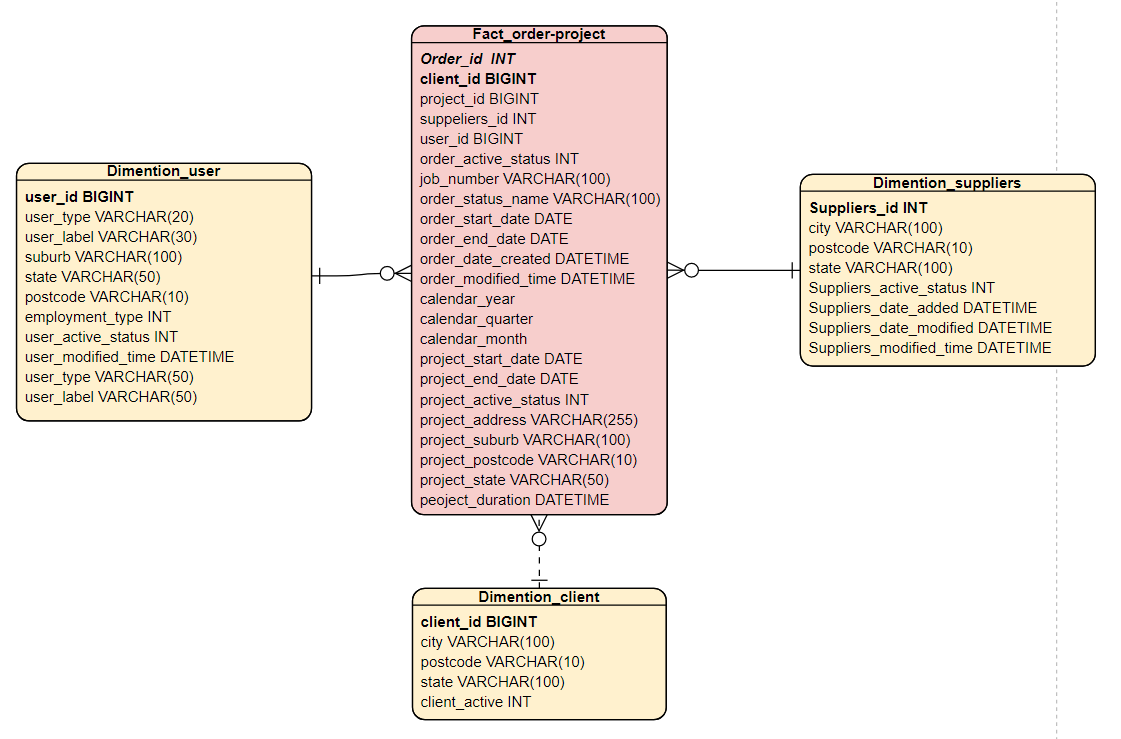 Fact_order-project
Order_id INT
client_id BIGINT
project_id BIGINT
suppeliers_id INT
user_id BIGINT
order_active_status INT
job_number VARCHAR(100)
order_status_name VARCHAR(100)
order_start_date DATE
order_end_date DATE
order_date_created DATETIME
order_modified_time DATETIME
calendar_year
calendar_quarter
calendar_month
project_start_date DATE
project_end_date DATE
project_active_status INT
project_address VARCHAR(255)
project_suburb VARCHAR(100)
project_postcode VARCHAR(10)
project_state VARCHAR(50)
peoject_duration DATETIME
Dimention_user
user_id BIGINT
user_type VARCHAR(20)
user_label VARCHAR(30)
suburb VARCHAR(100)
state VARCHAR(50)
postcode VARCHAR(10)
employment_type INT
user_active_status INT
user_modified_time DATETIME
user_type VARCHAR(50)
user_label VARCHAR(50)
Dimention_suppliers
Suppliers_id INT
city VARCHAR(100)
postcode VARCHAR(10)
state VARCHAR(100)
Suppliers_active_status INT
Suppliers_date_added DATETIME
Suppliers_date_modified DATETIME
Suppliers_modified_time DATETIME
Dimention_client
client_id BIGINT
city VARCHAR(100)
postcode VARCHAR(10)
state VARCHAR(100)
client_active INT